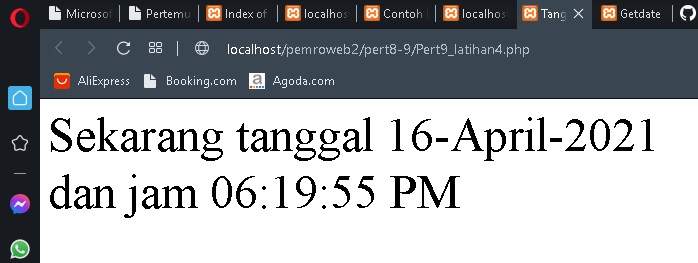 Microsof
Pertemu
Index of
localhos
Contoh
localhos
Tang
Getdate
localhost/pemroweb2/pert8-9/Pert9_latihan4.php
AliExpress
Booking.com
a Agoda.com
Sekarang tanggal 16-April-2021
dan jam 06:19:55 PM